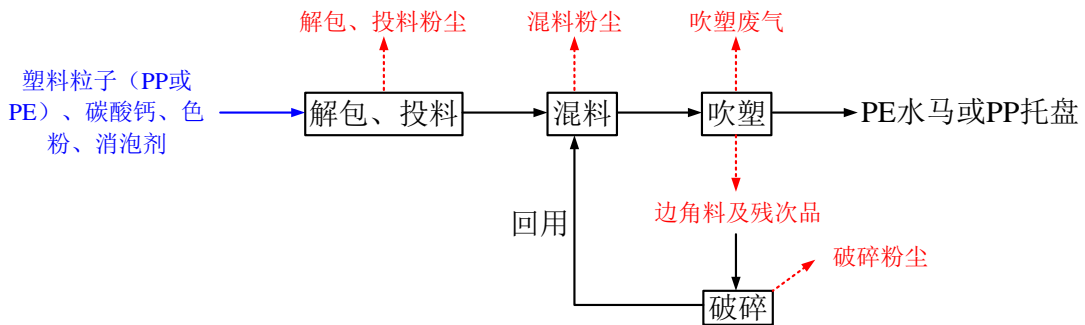 解包、投料粉尘
混料粉尘
吹塑废气
塑料粒子（PP或
PE）、碳酸钙、色
粉、消泡剂
解包、投料
混料
吹塑
PE水马或PP托盘
边角料及残次品
回用
破碎粉尘
破碎